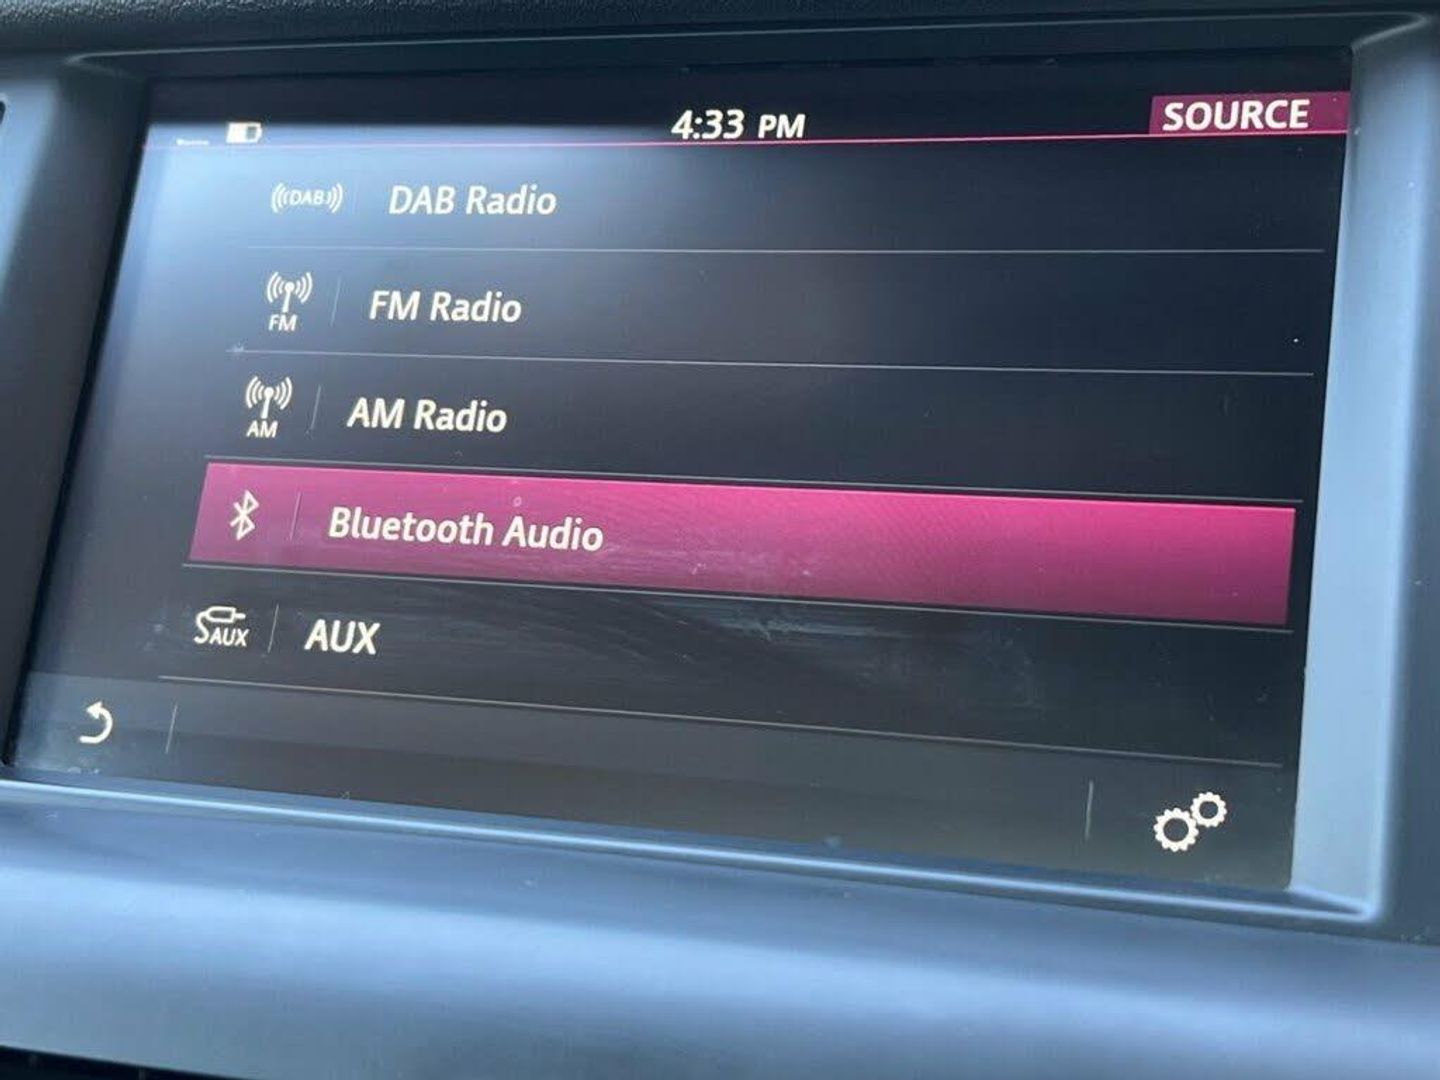 4:33 PM
SOURCE
DAB
DAB Radio
FM
FM Radio
AM
AM Radio
Bluetooth Audio
AUX
AUX